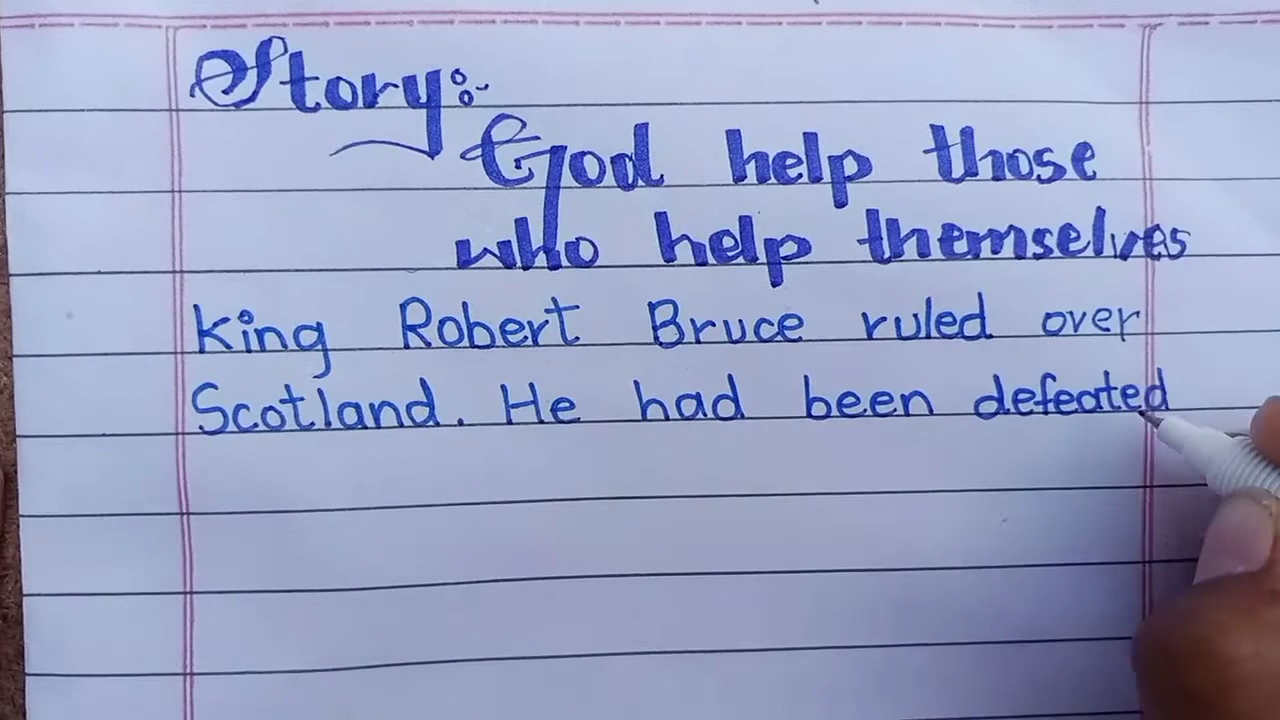 Story:-
God help those
who help themselves
King Robert Bruce ruled over
Scotland. He had been defeated